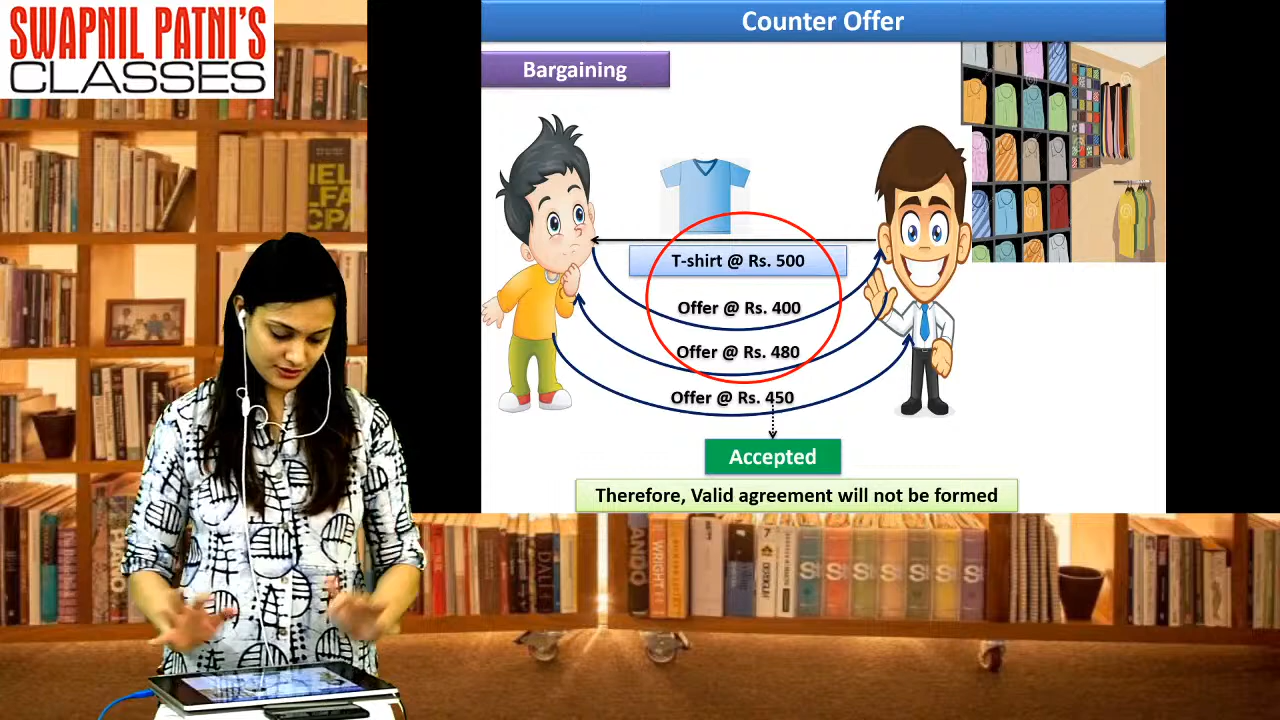 SWAPNIL PATNI'S
CLASSES
Counter Offer
Bargaining
T-shirt @ Rs. 500
Offer @ Rs. 400
Offer @ Rs. 480
Offer @ Rs. 450
Accepted
Therefore, Valid agreement will not be formed